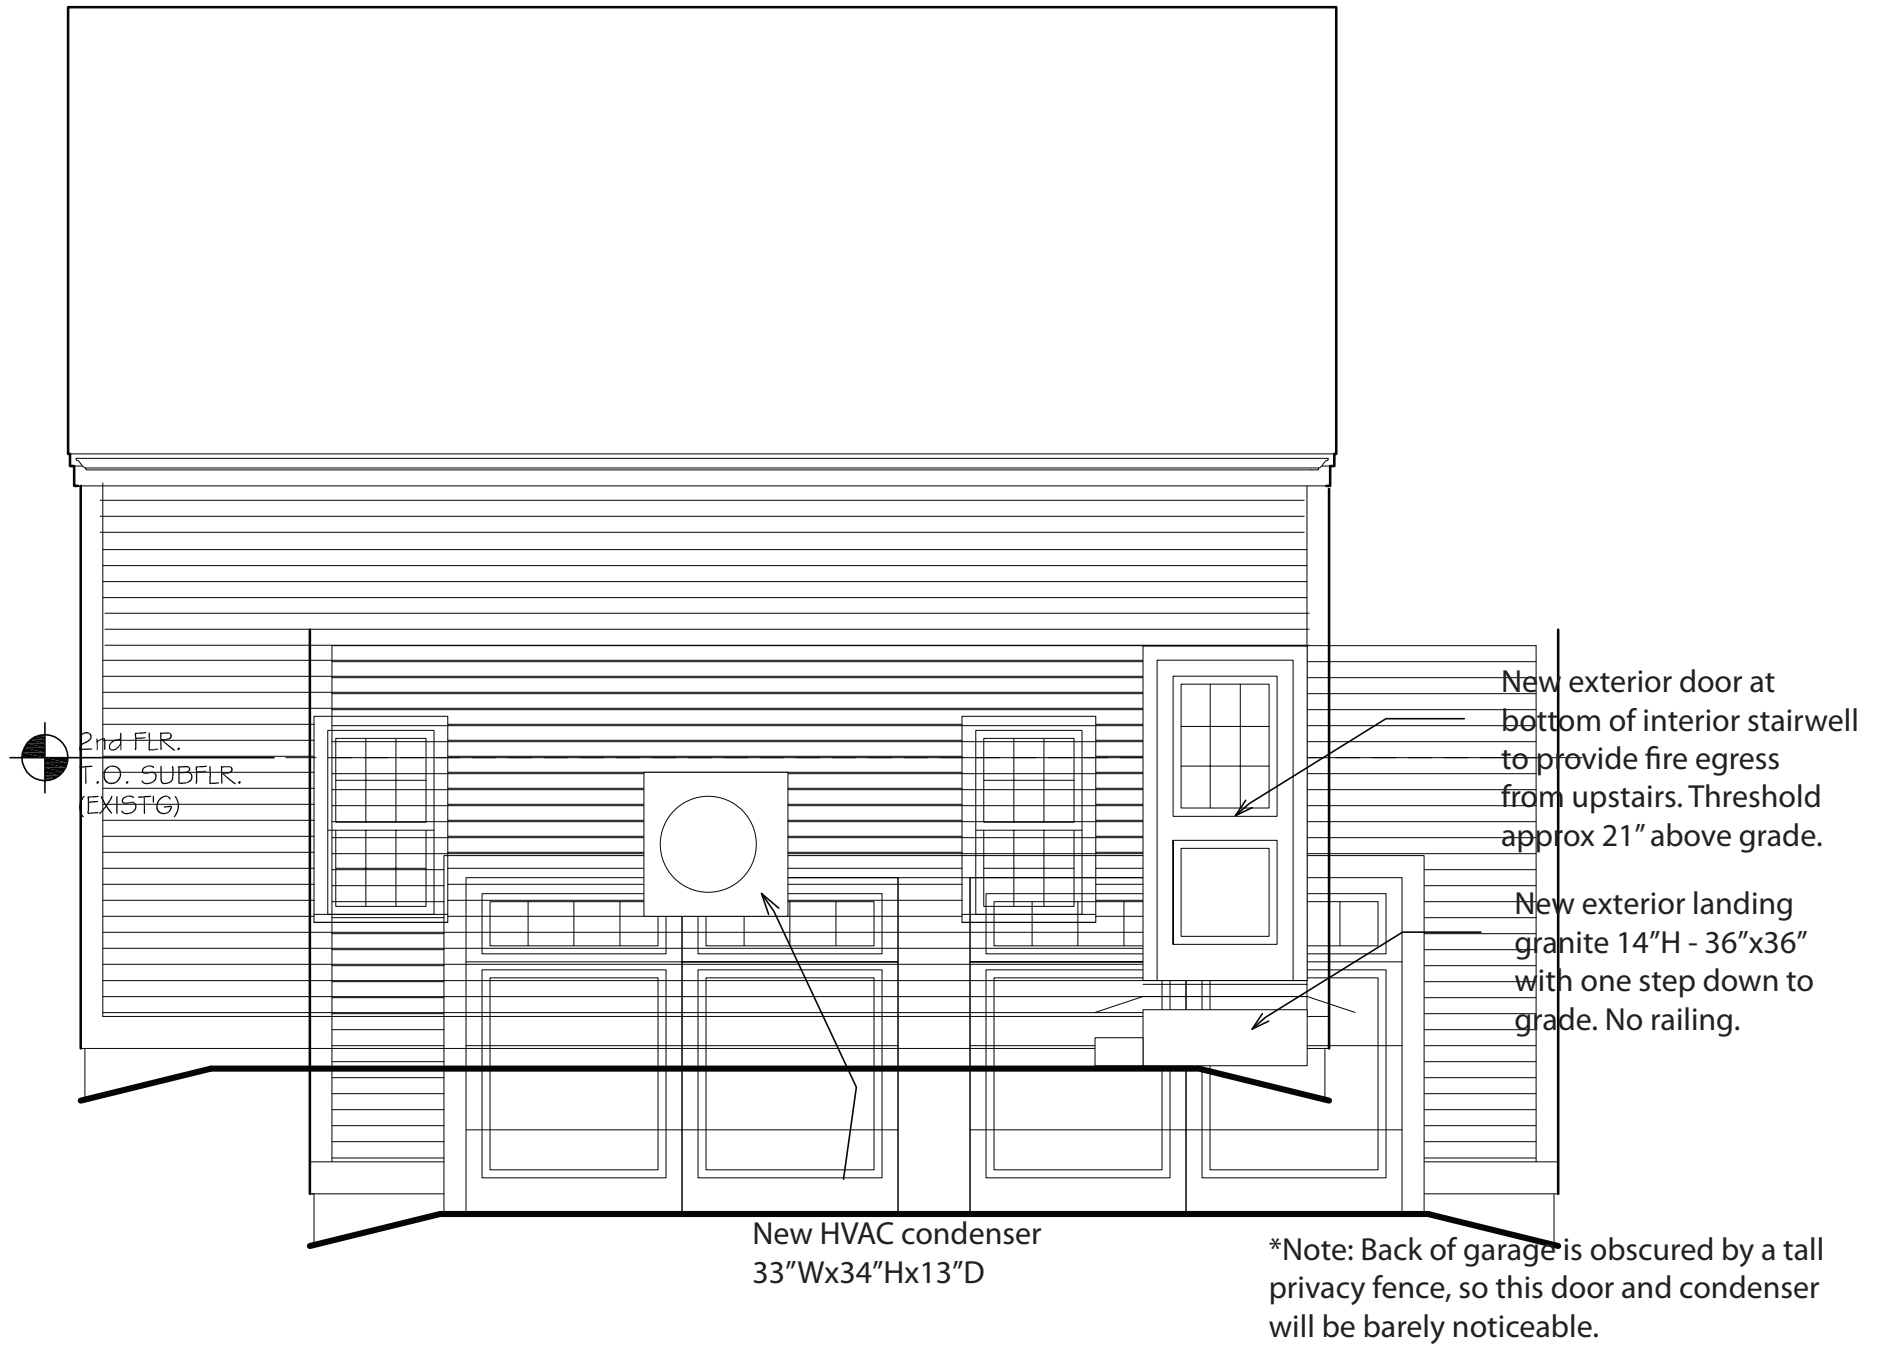 2nd FLR.
T.O. SUBFLR.
(EXIST'G)
New exterior door at
bottom of interior stairwell
to provide fire egress
from upstairs. Threshold
approx 21” above grade.
New exterior landing
granite 14”H - 36”x36”
with one step down to
grade. No railing.
New HVAC condenser
33”Wx34”Hx13”D
*Note: Back of garage is obscured by a tall
privacy fence, so this door and condenser
will be barely noticeable.